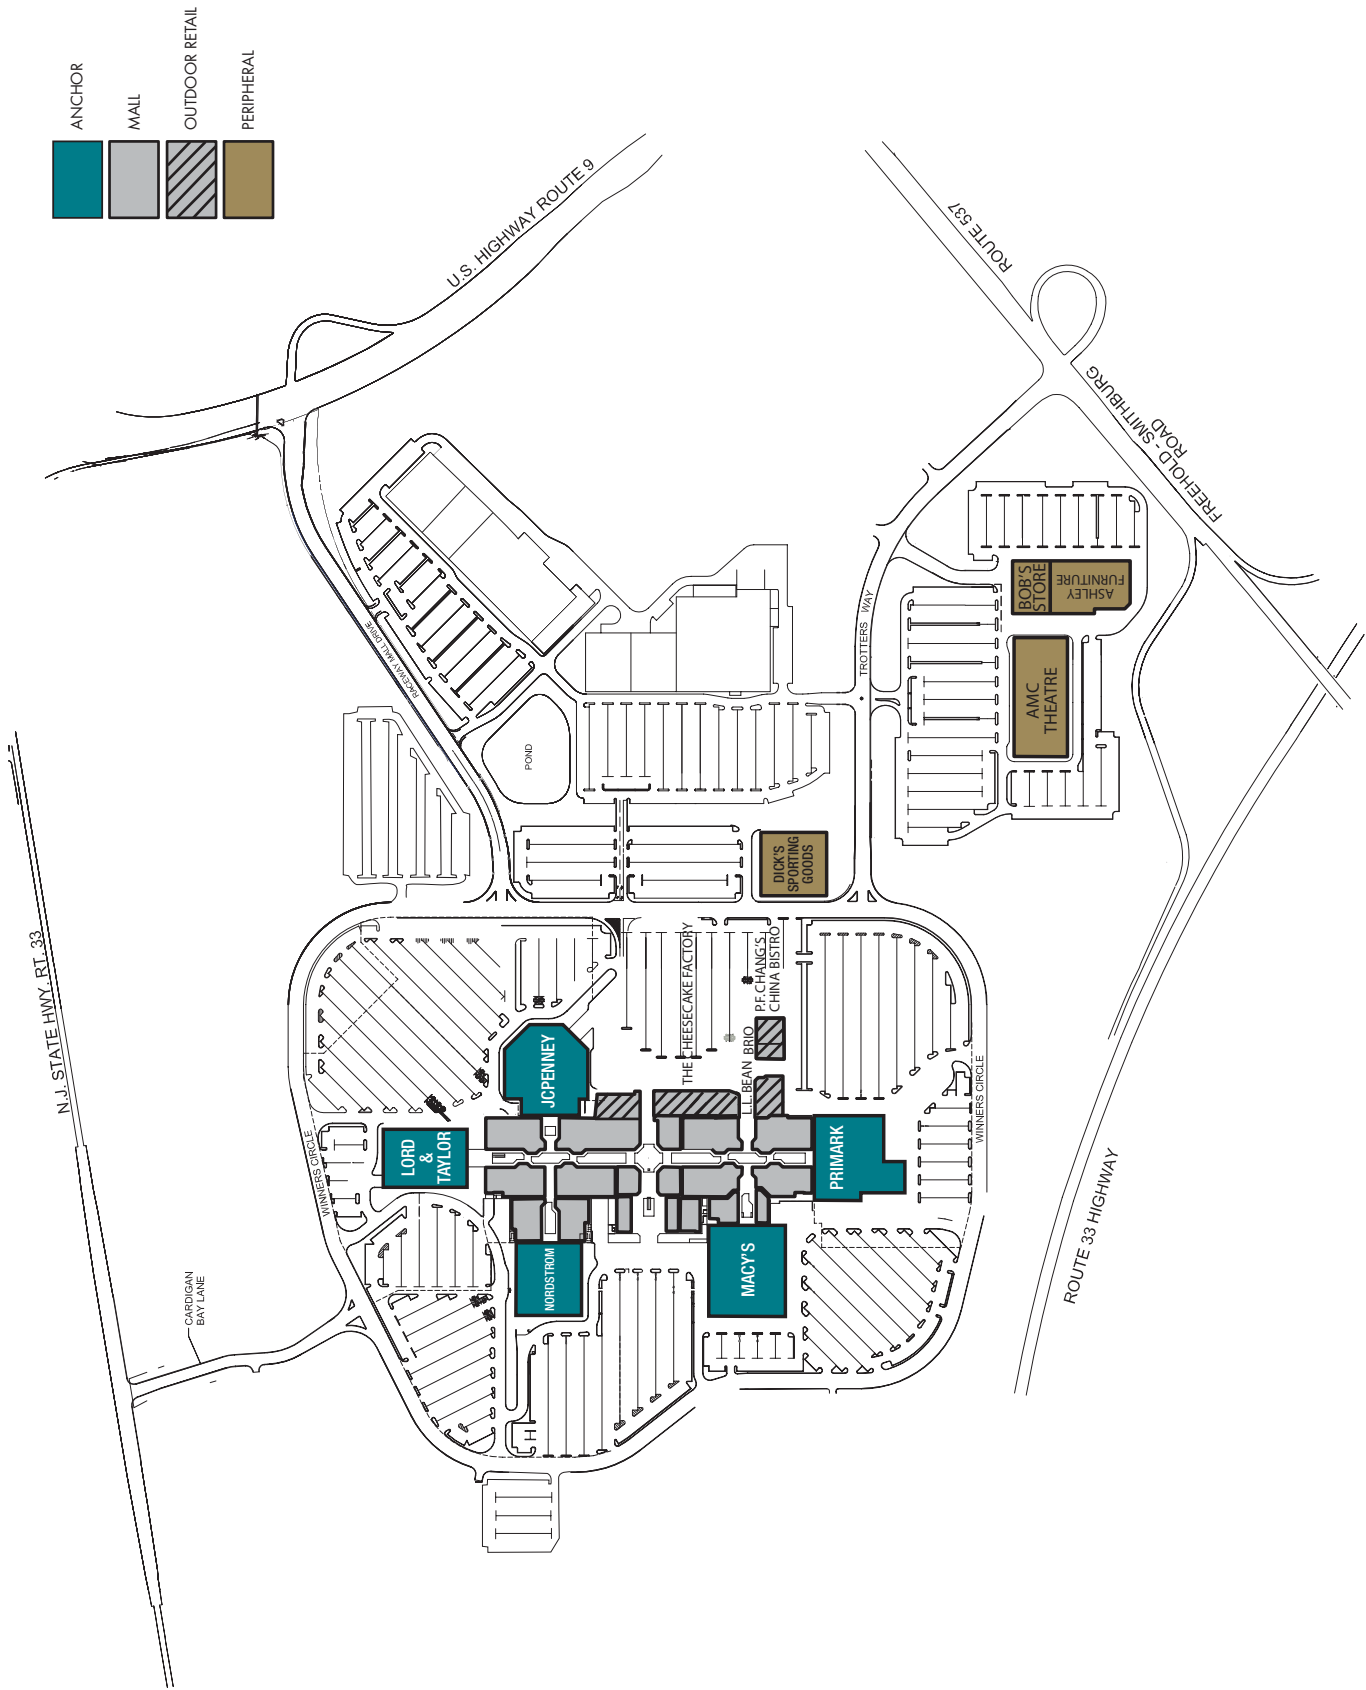 ANCHOR
MALL
OUTDOOR RETAIL
PERIPHERAL
U.S. HIGHWAY ROUTE 9
ROUTE 537
FREEHOLD - SMITHBURG
ROAD
N.J. STATE HWY. RT. 33
RACEWAY MALL DRIVE
POND
TROTTERS WAY
BOB'S
STORE
ASHLEY
FURNITURE
AMC
THEATRE
DICK'S
SPORTING
GOODS
THE CHEESECAKE FACTORY
P.F. CHANG'S
CHINA BISTRO
BRIO
L.L. BEAN
JCPENNEY
LORD
&
TAYLOR
PRIMARK
NORDSTROM
MACY'S
WINNERS CIRCLE
WINNERS CIRCLE
CARDIGAN
BAY LANE
ROUTE 33 HIGHWAY